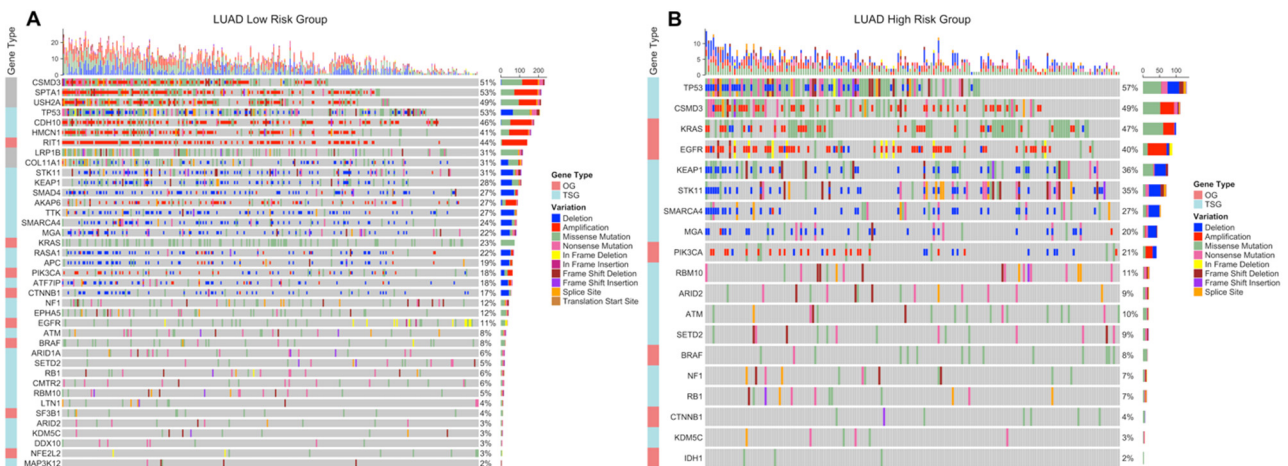 A
LUAD Low Risk Group
Gene Type
20
10
0
0 100 200
CSMD3 51%
SPTA1 53%
USH2A 49%
TP53 53%
CDH10 46%
HMCN1 41%
RIT1 44%
LRP1B 31%
COL11A1 31%
STK11 31%
KEAP1 28%
SMAD4 27%
AKAP6 27%
TTK 27%
SMARCA4 24%
MGA 22%
KRAS 23%
RASA1 22%
APC 19%
PIK3CA 18%
ATF7IP 18%
CTNNB1 17%
NF1 12%
EPHA5 12%
EGFR 11%
ATM 8%
BRAF 8%
ARID1A 6%
SETD2 5%
RB1 6%
CMTR2 6%
RBM10 5%
LTN1 4%
SF3B1 4%
ARID2 3%
KDM5C 3%
DDX10 3%
NFE2L2 3%
MAP3K12 2%
Gene Type
OG
TSG
Variation
Deletion
Amplification
Missense Mutation
Nonsense Mutation
In Frame Deletion
In Frame Insertion
Frame Shift Deletion
Frame Shift Insertion
Splice Site
Translation Start Site
B
LUAD High Risk Group
Gene Type
10
5
0
0 50 100
TP53 57%
CSMD3 49%
KRAS 47%
EGFR 40%
KEAP1 36%
STK11 35%
SMARCA4 27%
MGA 20%
PIK3CA 21%
RBM10 11%
ARID2 9%
ATM 10%
SETD2 9%
BRAF 8%
NF1 7%
RB1 7%
CTNNB1 4%
KDM5C 3%
IDH1 2%
Gene Type
OG
TSG
Variation
Deletion
Amplification
Missense Mutation
Nonsense Mutation
In Frame Deletion
Frame Shift Deletion
Frame Shift Insertion
Splice Site